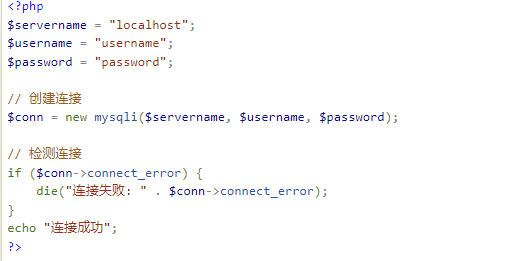 <?php
$servername = "localhost";
$username = "username";
$password = "password";

// 创建连接
$conn = new mysqli($servername, $username, $password);

// 检测连接
if ($conn->connect_error) {
    die("连接失败: " . $conn->connect_error);
}
echo "连接成功";
?>